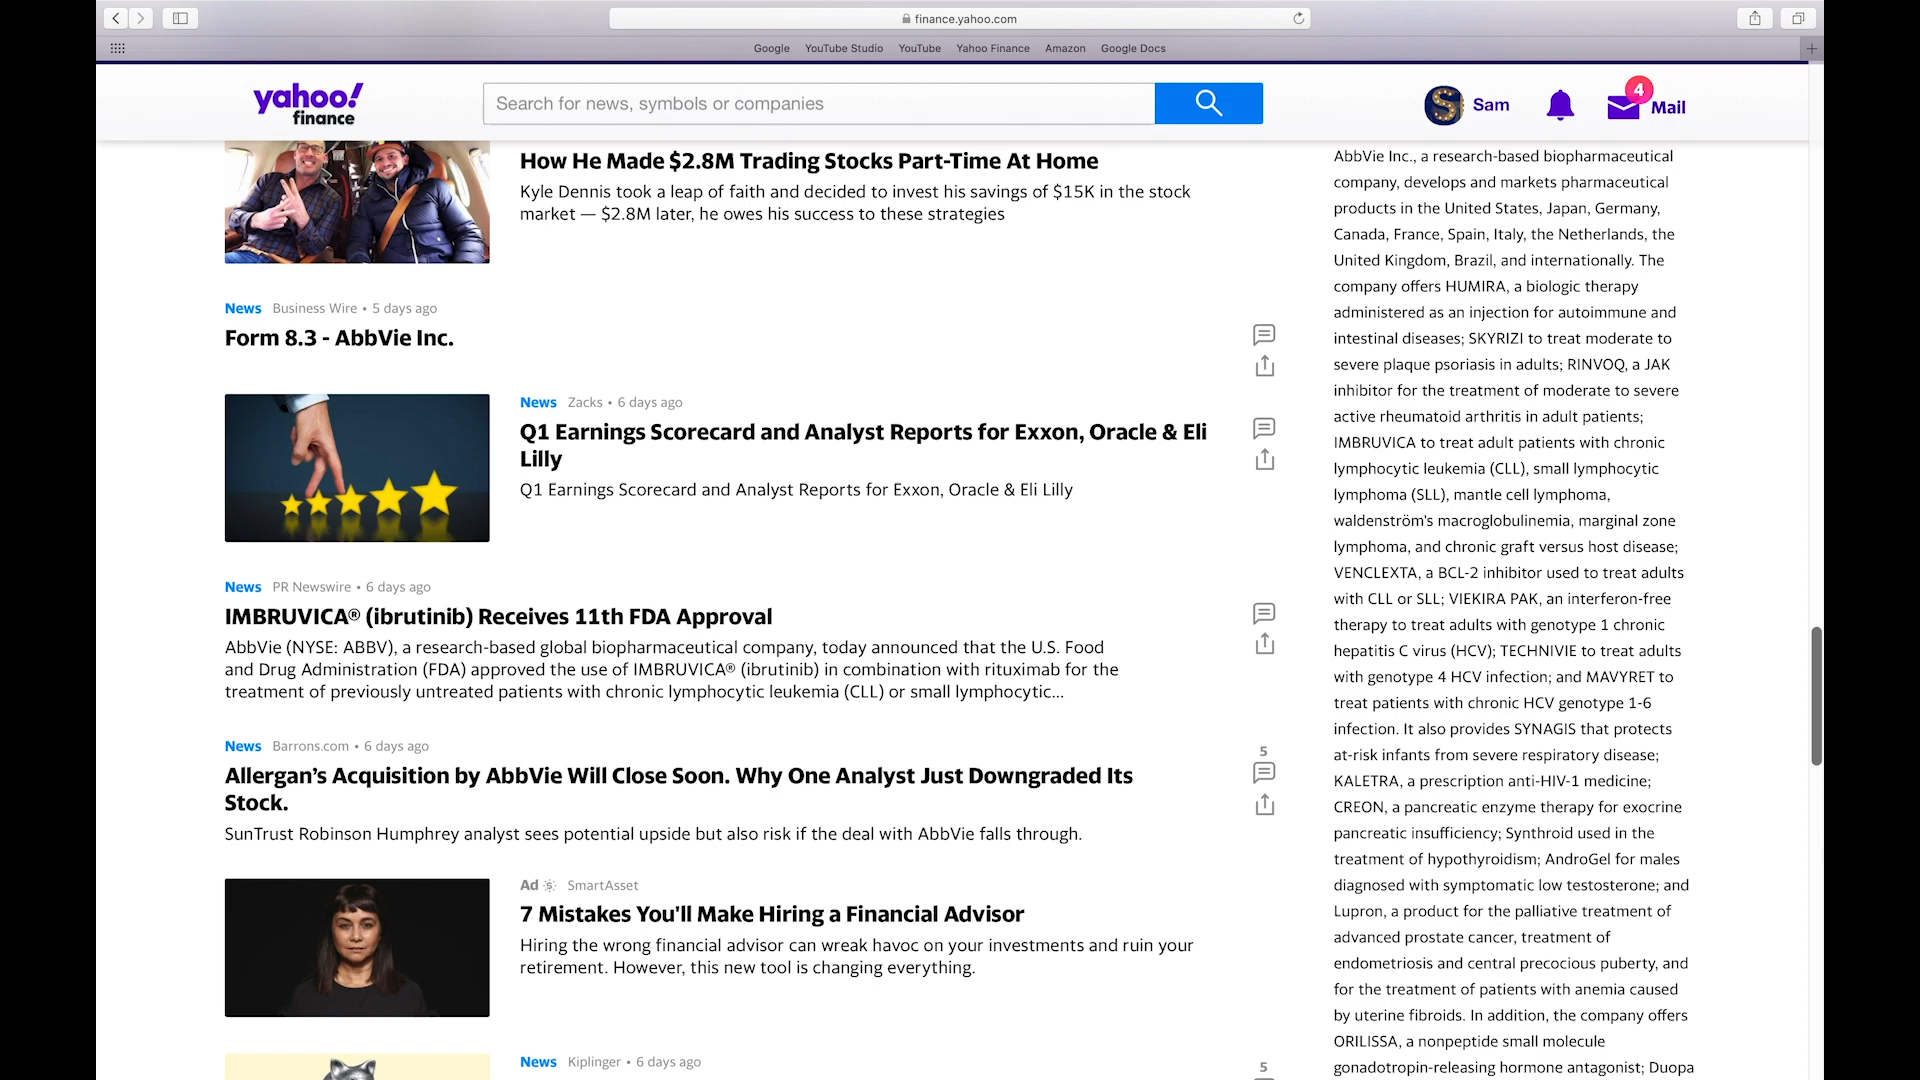 finance.yahoo.com
Google YouTube Studio YouTube Yahoo Finance Amazon Google Docs
yahoo!
finance
Search for news, symbols or companies
S Sam
4
Mail
How He Made $2.8M Trading Stocks Part-Time At Home
Kyle Dennis took a leap of faith and decided to invest his savings of $15K in the stock
market — $2.8M later, he owes his success to these strategies
News Business Wire • 5 days ago
Form 8.3 - AbbVie Inc.
News Zacks • 6 days ago
Q1 Earnings Scorecard and Analyst Reports for Exxon, Oracle & Eli
Lilly
Q1 Earnings Scorecard and Analyst Reports for Exxon, Oracle & Eli Lilly
News PR Newswire • 6 days ago
IMBRUVICA® (ibrutinib) Receives 11th FDA Approval
AbbVie (NYSE: ABBV), a research-based global biopharmaceutical company, today announced that the U.S. Food
and Drug Administration (FDA) approved the use of IMBRUVICA® (ibrutinib) in combination with rituximab for the
treatment of previously untreated patients with chronic lymphocytic leukemia (CLL) or small lymphocytic...
News Barrons.com • 6 days ago
5
Allergan’s Acquisition by AbbVie Will Close Soon. Why One Analyst Just Downgraded Its
Stock.
SunTrust Robinson Humphrey analyst sees potential upside but also risk if the deal with AbbVie falls through.
Ad SmartAsset
7 Mistakes You'll Make Hiring a Financial Advisor
Hiring the wrong financial advisor can wreak havoc on your investments and ruin your
retirement. However, this new tool is changing everything.
News Kiplinger • 6 days ago
5
AbbVie Inc., a research-based biopharmaceutical
company, develops and markets pharmaceutical
products in the United States, Japan, Germany,
Canada, France, Spain, Italy, the Netherlands, the
United Kingdom, Brazil, and internationally. The
company offers HUMIRA, a biologic therapy
administered as an injection for autoimmune and
intestinal diseases; SKYRIZI to treat moderate to
severe plaque psoriasis in adults; RINVOQ, a JAK
inhibitor for the treatment of moderate to severe
active rheumatoid arthritis in adult patients;
IMBRUVICA to treat adult patients with chronic
lymphocytic leukemia (CLL), small lymphocytic
lymphoma (SLL), mantle cell lymphoma,
waldenström's macroglobulinemia, marginal zone
lymphoma, and chronic graft versus host disease;
VENCLEXTA, a BCL-2 inhibitor used to treat adults
with CLL or SLL; VIEKIRA PAK, an interferon-free
therapy to treat adults with genotype 1 chronic
hepatitis C virus (HCV); TECHNIVIE to treat adults
with genotype 4 HCV infection; and MAVYRET to
treat patients with chronic HCV genotype 1-6
infection. It also provides SYNAGIS that protects
at-risk infants from severe respiratory disease;
KALETRA, a prescription anti-HIV-1 medicine;
CREON, a pancreatic enzyme therapy for exocrine
pancreatic insufficiency; Synthroid used in the
treatment of hypothyroidism; AndroGel for males
diagnosed with symptomatic low testosterone; and
Lupron, a product for the palliative treatment of
advanced prostate cancer, treatment of
endometriosis and central precocious puberty, and
for the treatment of patients with anemia caused
by uterine fibroids. In addition, the company offers
ORILISSA, a nonpeptide small molecule
gonadotropin-releasing hormone antagonist; Duopa